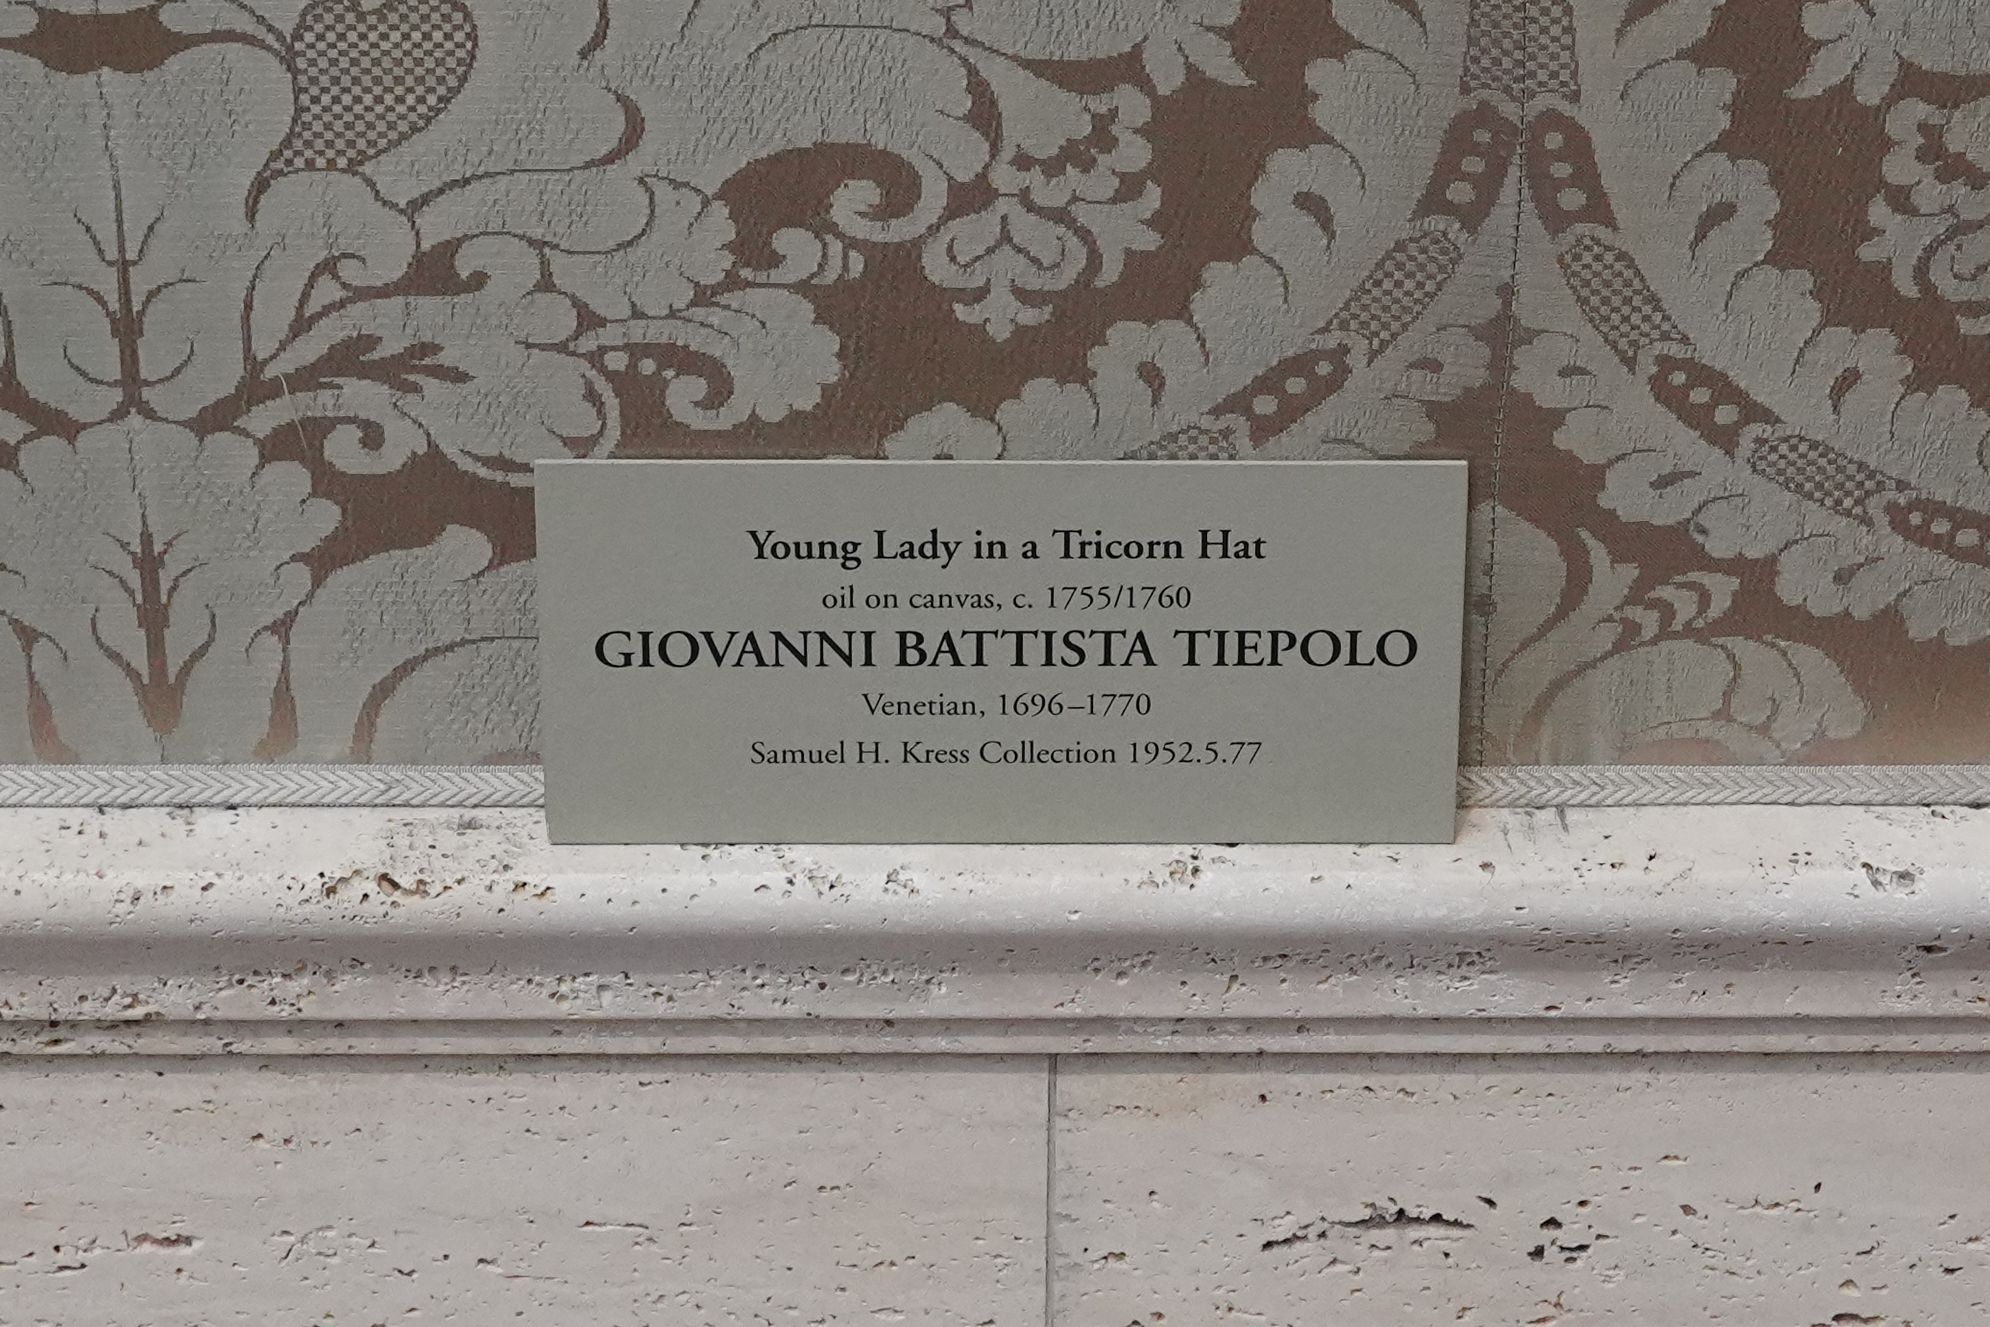 Young Lady in a Tricorn Hat
oil on canvas, c. 1755/1760
GIOVANNI BATTISTA TIEPOLO
Venetian, 1696–1770
Samuel H. Kress Collection 1952.5.77